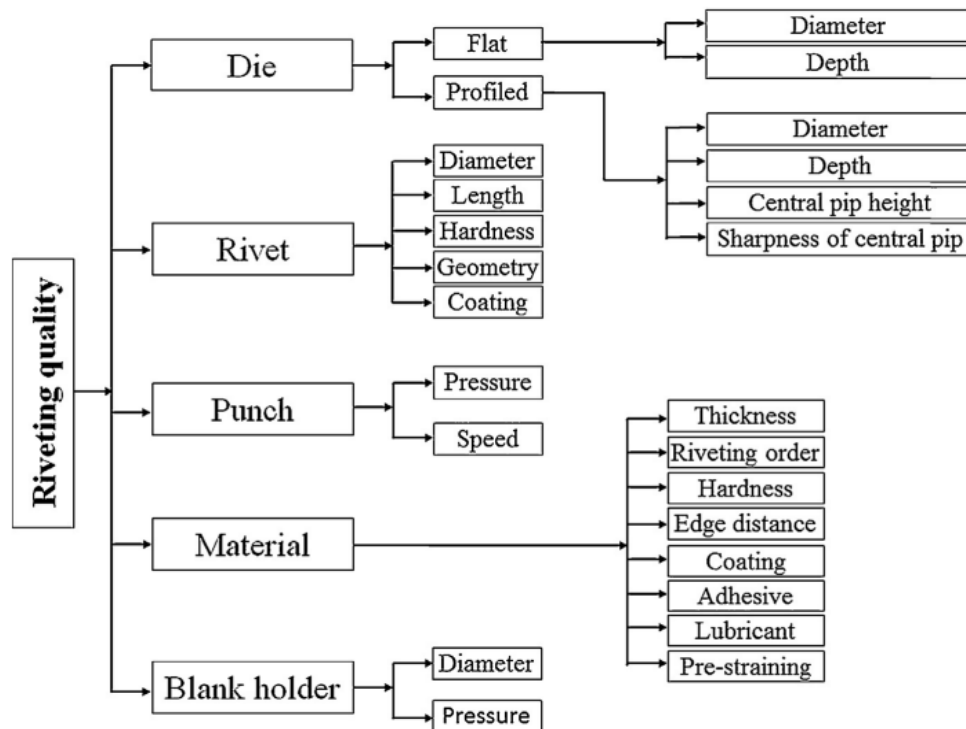 Riveting quality
Die
Flat
Diameter
Depth
Profiled
Diameter
Depth
Central pip height
Sharpness of central pip
Rivet
Diameter
Length
Hardness
Geometry
Coating
Punch
Pressure
Speed
Material
Thickness
Riveting order
Hardness
Edge distance
Coating
Adhesive
Lubricant
Pre-straining
Blank holder
Diameter
Pressure